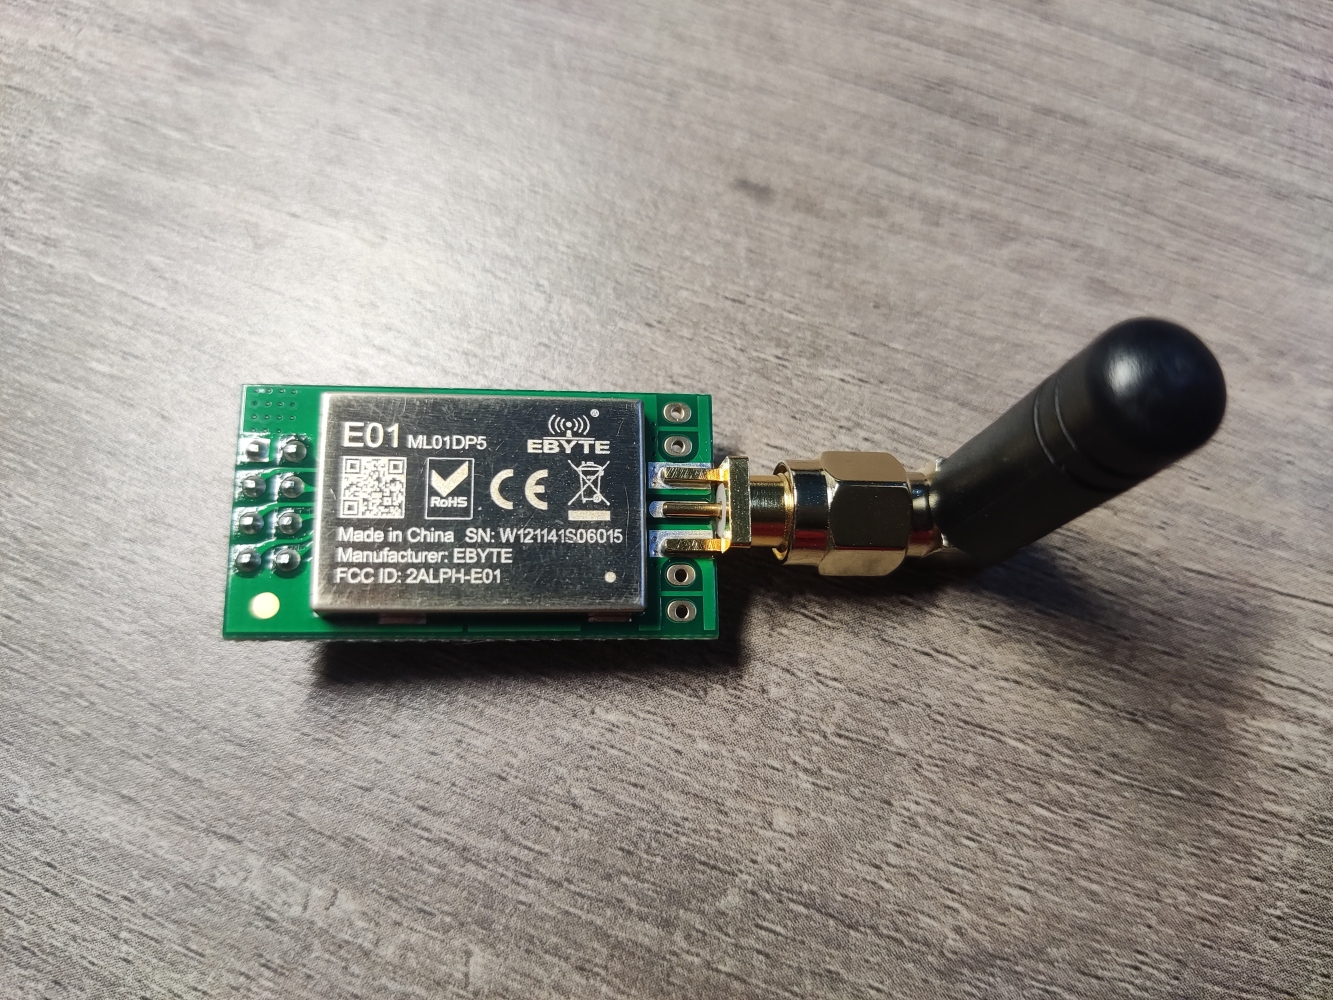 E01 ML01DP5
EBYTE®
RoHS
CE
Made in China SN: W121141S06015
Manufacturer: EBYTE
FCC ID: 2ALPH-E01